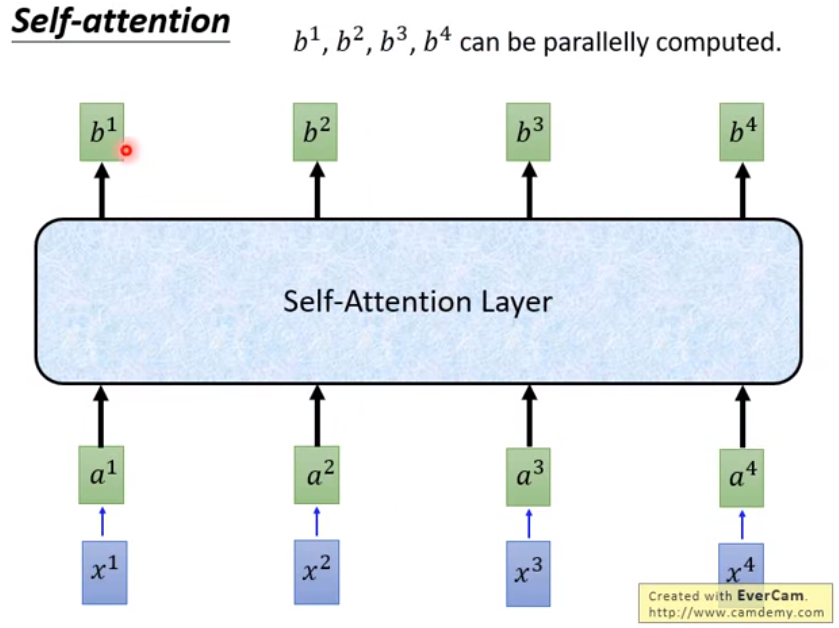 Self-attention
b¹, b², b³, b⁴ can be parallelly computed.
b¹ b² b³ b⁴
Self-Attention Layer
a¹ a² a³ a⁴
x¹ x² x³ x⁴
Created with EverCam.
http://www.camdemy.com